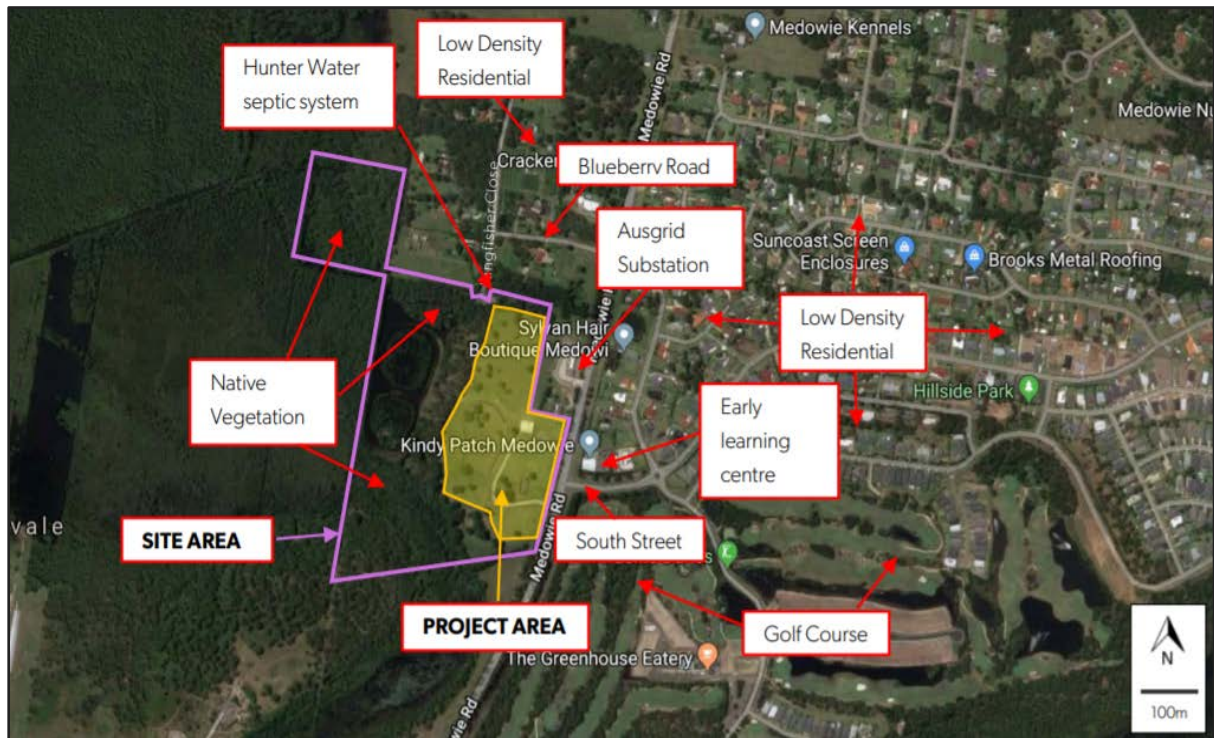 Medowie Kennels
Low Density
Residential
Hunter Water
septic system
Medowie Rd
Medowie Nu
Cracker
Blueberry Road
ingfisher Close
Ausgrid
Substation
Suncoast Screen
Enclosures
Brooks Metal Roofing
Sylvan Hair
Boutique Medowi
Low Density
Residential
Native
Vegetation
Hillside Park
Early
learning
centre
Kindy Patch Medowie
vale
SITE AREA
South Street
Medowie Rd
PROJECT AREA
Golf Course
The Greenhouse Eatery
Medowie Rd
N
100m